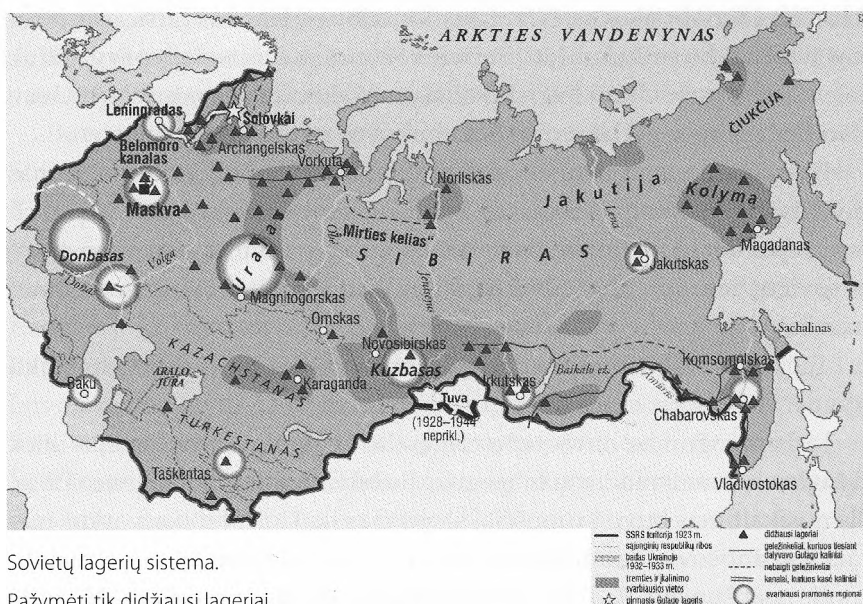 ARKTIES VANDENYNAS
Leningradas
Solovkai
Belomoro
kanalas
Archangelskas
Vorkuta
Norilskas
ČIUKČIJA
Maskva
Jakutija
Kolyma
"Mirties kelias"
Lena
Magadanas
Donbasas
Volga
Uralas
Obė
Jenisiejus
SIBIRAS
Jakutskas
Magnitogorskas
Omskas
Novosibirskas
Sachalinas
KAZACHSTANAS
Kuzbasas
Komsomolskas
Baku
ARALO
JŪRA
Karaganda
Irkutskas
Baikalo ež.
Amūras
Tuva
(1928–1944
neprikl.)
Chabarovskas
TURKESTANAS
Taškentas
Vladivostokas
SSRS teritorija 1923 m.
sąjunginių respublikų ribos
badas Ukrainoje
1932–1933 m.
tremties ir įkalinimo
svarbiausios vietos
pirmasis Gulago lageris
didžiausi lageriai
geležinkeliai, kuriuos tiesiant
dalyvavo Gulago kaliniai
nebaigti geležinkeliai
kanalai, kuriuos kasė kaliniai
svarbiausi pramonės regionai
Sovietų lagerių sistema.
Pažymėti tik didžiausi lageriai